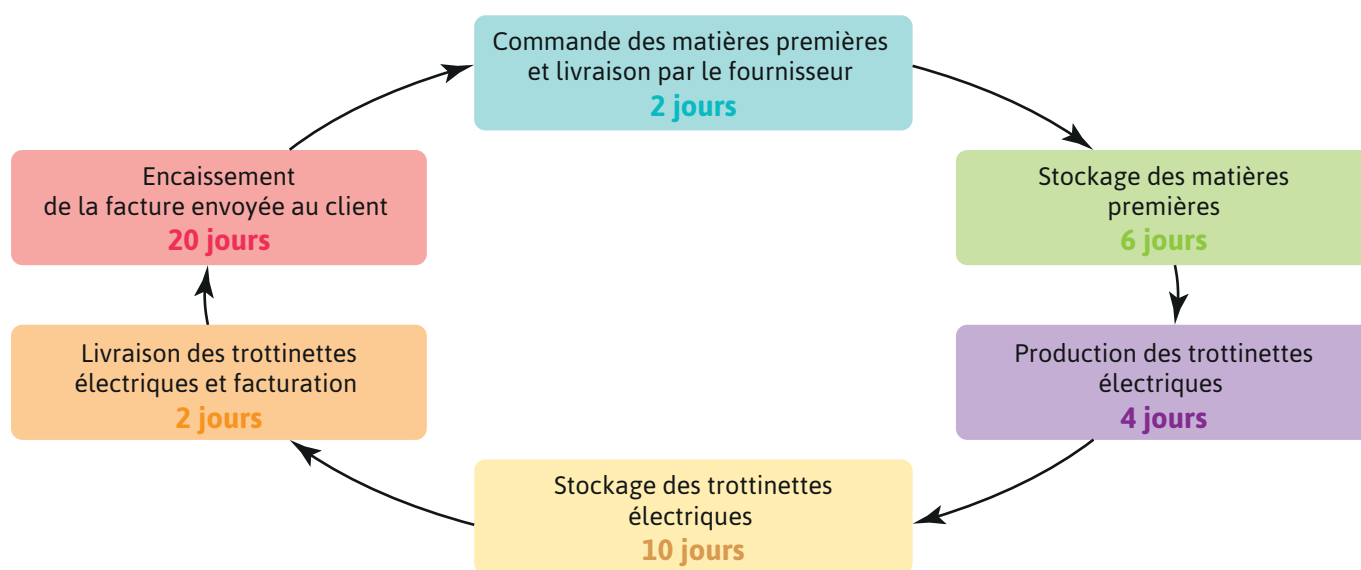 Commande des matières premières
et livraison par le fournisseur
2 jours
Stockage des matières
premières
6 jours
Production des trottinettes
électriques
4 jours
Stockage des trottinettes
électriques
10 jours
Livraison des trottinettes
électriques et facturation
2 jours
Encaissement
de la facture envoyée au client
20 jours